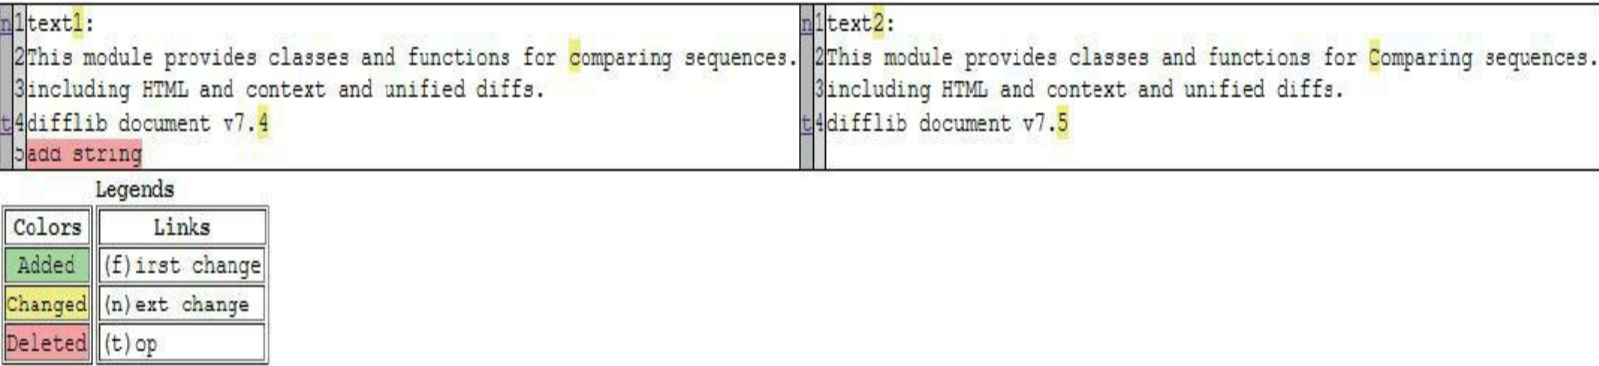 n 1 text1:
2 This module provides classes and functions for comparing sequences.
3 including HTML and context and unified diffs.
t 4 difflib document v7.4
5 add string
n 1 text2:
2 This module provides classes and functions for Comparing sequences.
3 including HTML and context and unified diffs.
t 4 difflib document v7.5
Legends
Colors Links
Added (f)irst change
Changed (n)ext change
Deleted (t)op